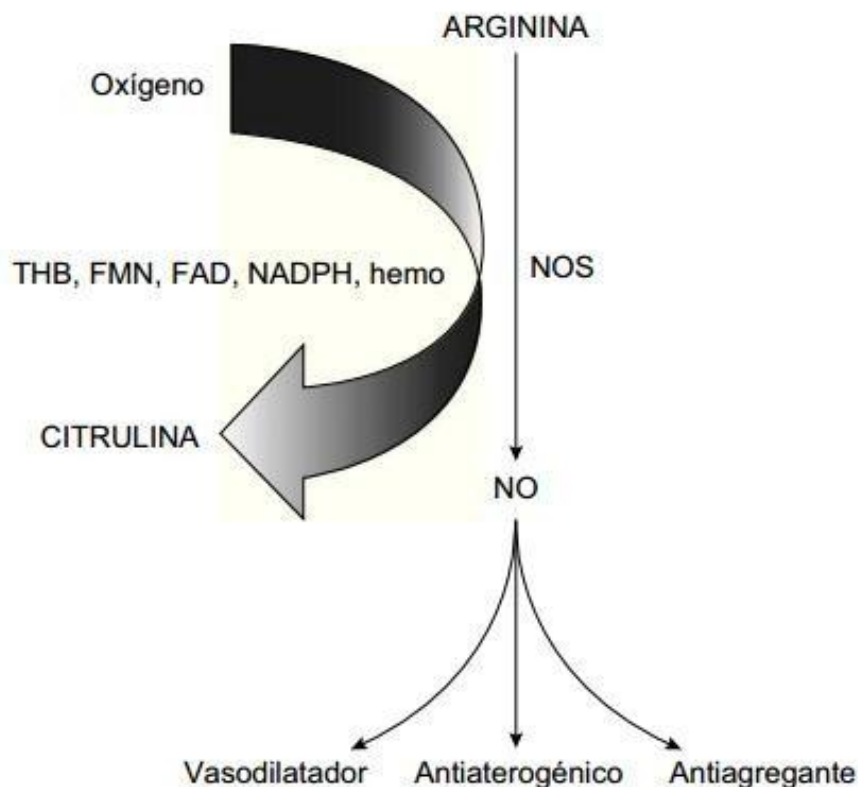 ARGININA
Oxígeno
THB, FMN, FAD, NADPH, hemo
NOS
CITRULINA
NO
Vasodilatador Antiaterogénico Antiagregante